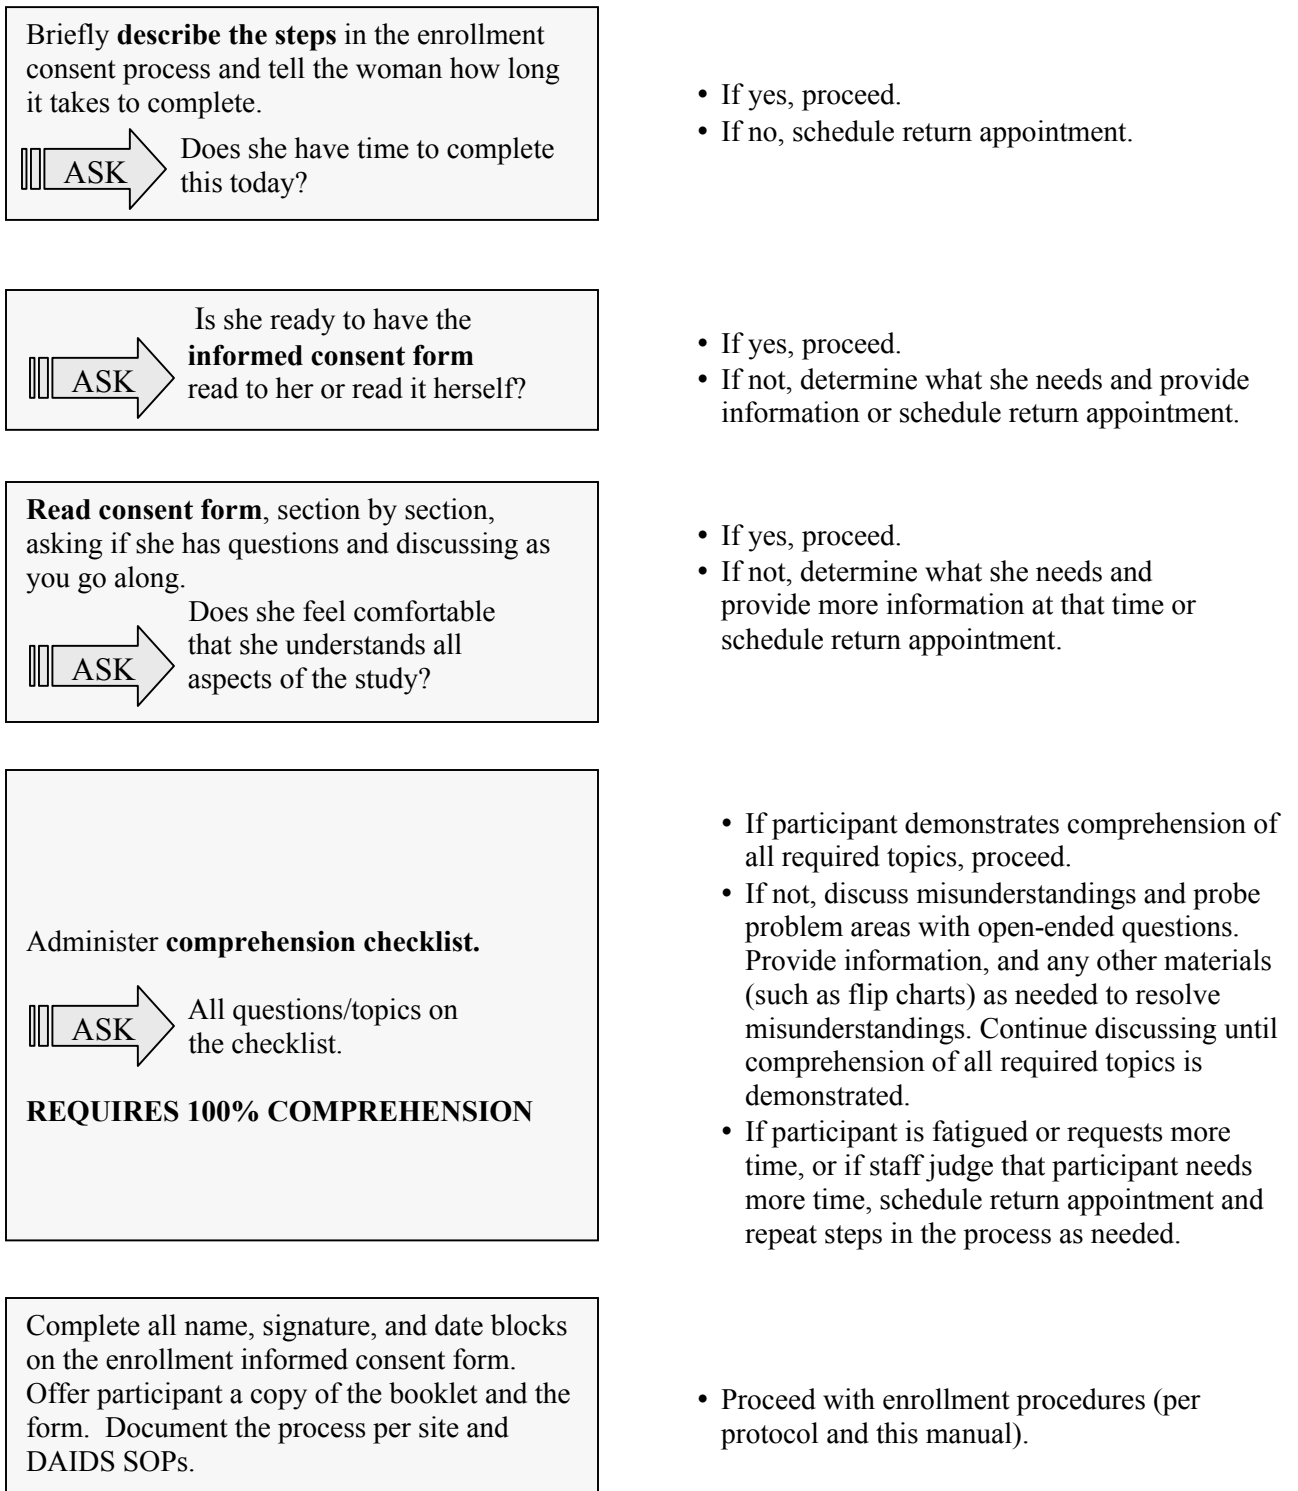 Briefly describe the steps in the enrollment
consent process and tell the woman how long
it takes to complete.
ASK
Does she have time to complete
this today?
• If yes, proceed.
• If no, schedule return appointment.
Is she ready to have the
informed consent form
read to her or read it herself?
ASK
• If yes, proceed.
• If not, determine what she needs and provide
information or schedule return appointment.
Read consent form, section by section,
asking if she has questions and discussing as
you go along.
ASK
Does she feel comfortable
that she understands all
aspects of the study?
• If yes, proceed.
• If not, determine what she needs and
provide more information at that time or
schedule return appointment.
Administer comprehension checklist.
ASK
All questions/topics on
the checklist.
REQUIRES 100% COMPREHENSION
• If participant demonstrates comprehension of
all required topics, proceed.
• If not, discuss misunderstandings and probe
problem areas with open-ended questions.
Provide information, and any other materials
(such as flip charts) as needed to resolve
misunderstandings. Continue discussing until
comprehension of all required topics is
demonstrated.
• If participant is fatigued or requests more
time, or if staff judge that participant needs
more time, schedule return appointment and
repeat steps in the process as needed.
Complete all name, signature, and date blocks
on the enrollment informed consent form.
Offer participant a copy of the booklet and the
form.  Document the process per site and
DAIDS SOPs.
• Proceed with enrollment procedures (per
protocol and this manual).